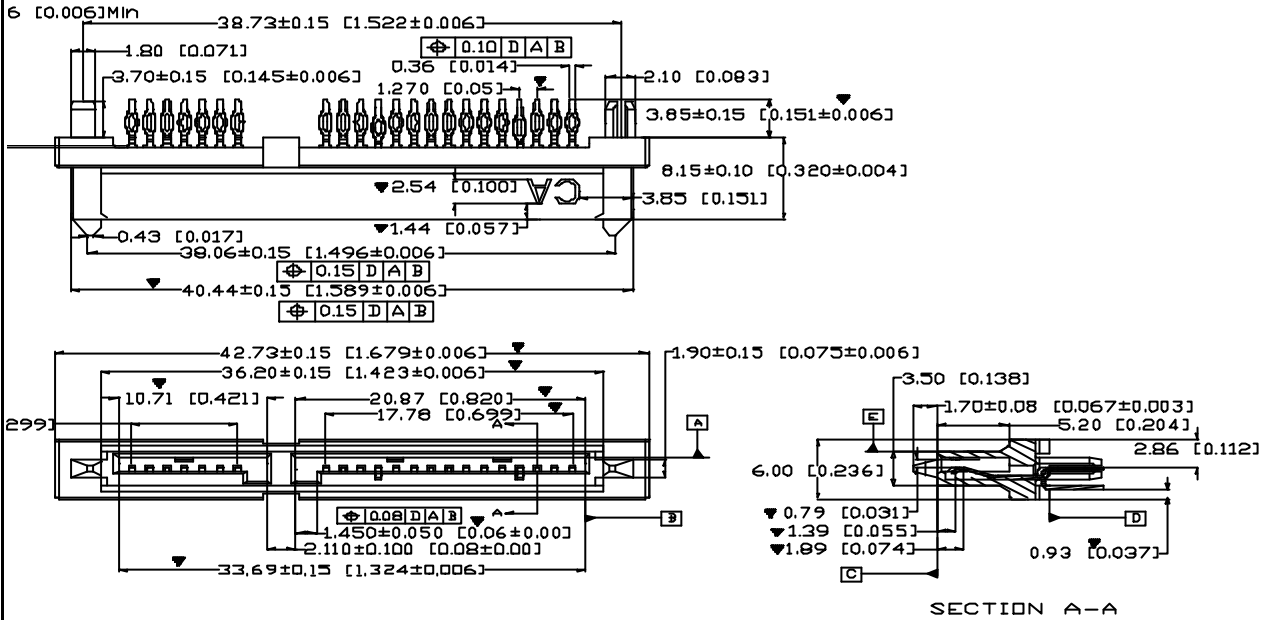 6 [0.006]Min
38.73±0.15 [1.522±0.006]
1.80 [0.071]
0.10 D A B
3.70±0.15 [0.145±0.006]
0.36 [0.014]
2.10 [0.083]
1.270 [0.05]
3.85±0.15 [0.151±0.006]
8.15±0.10 [0.320±0.004]
2.54 [0.100]
3.85 [0.151]
1.44 [0.057]
0.43 [0.017]
38.06±0.15 [1.496±0.006]
0.15 D A B
40.44±0.15 [1.589±0.006]
0.15 D A B
42.73±0.15 [1.679±0.006]
1.90±0.15 [0.075±0.006]
36.20±0.15 [1.423±0.006]
3.50 [0.138]
10.71 [0.421]
20.87 [0.820]
1.70±0.08 [0.067±0.003]
17.78 [0.699]
299]
A
A
E
5.20 [0.204]
2.86 [0.112]
6.00 [0.236]
0.08 D A B
A
B
0.79 [0.031]
D
1.450±0.050 [0.06±0.00]
1.39 [0.055]
2.110±0.100 [0.08±0.00]
1.89 [0.074]
0.93 [0.037]
33.69±0.15 [1.324±0.006]
C
SECTION A-A